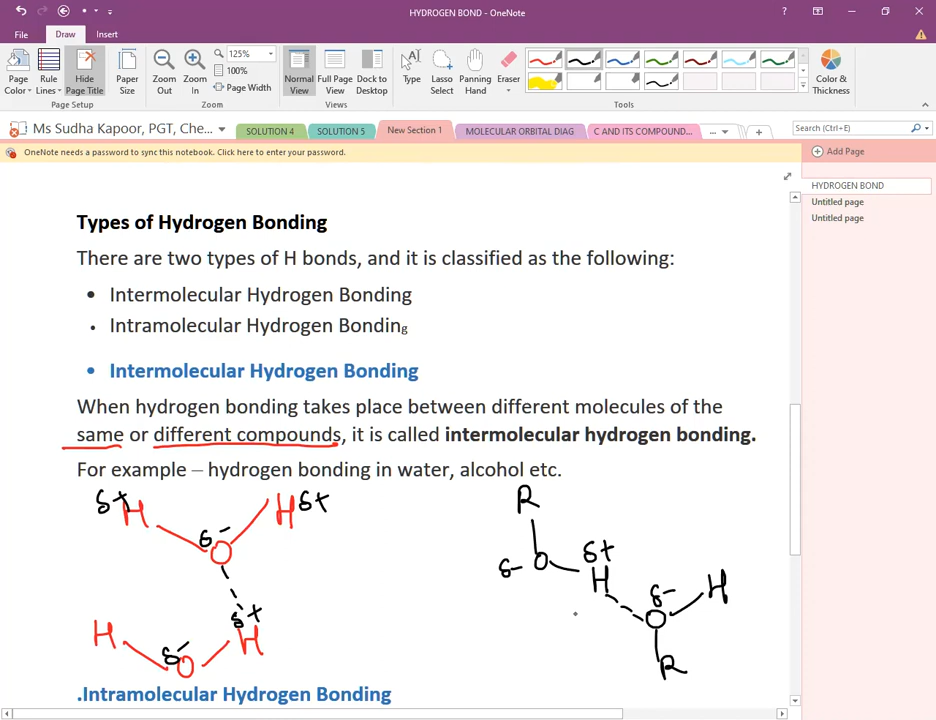 HYDROGEN BOND - OneNote
?
File Draw Insert
Page Color
Rule Lines
Hide Page Title
Paper Size
Zoom Out
Zoom In
125%
100%
Page Width
Normal View
Full Page View
Dock to Desktop
Type
Lasso Select
Panning Hand
Eraser
Color & Thickness
Page Setup Zoom Views Tools
Ms Sudha Kapoor, PGT, Che...
SOLUTION 4 SOLUTION 5 New Section 1 MOLECULAR ORBITAL DIAG C AND ITS COMPOUND... ...
Search (Ctrl+E)
OneNote needs a password to sync this notebook. Click here to enter your password.
Add Page
HYDROGEN BOND
Untitled page
Untitled page
Types of Hydrogen Bonding
There are two types of H bonds, and it is classified as the following:
• Intermolecular Hydrogen Bonding
• Intramolecular Hydrogen Bonding
• Intermolecular Hydrogen Bonding
When hydrogen bonding takes place between different molecules of the
same or different compounds, it is called intermolecular hydrogen bonding.
For example – hydrogen bonding in water, alcohol etc.
δ+ H H δ+
δ- O
δ+
H δ- O H
R
δ- O δ+ H
δ- O H
R
.Intramolecular Hydrogen Bonding